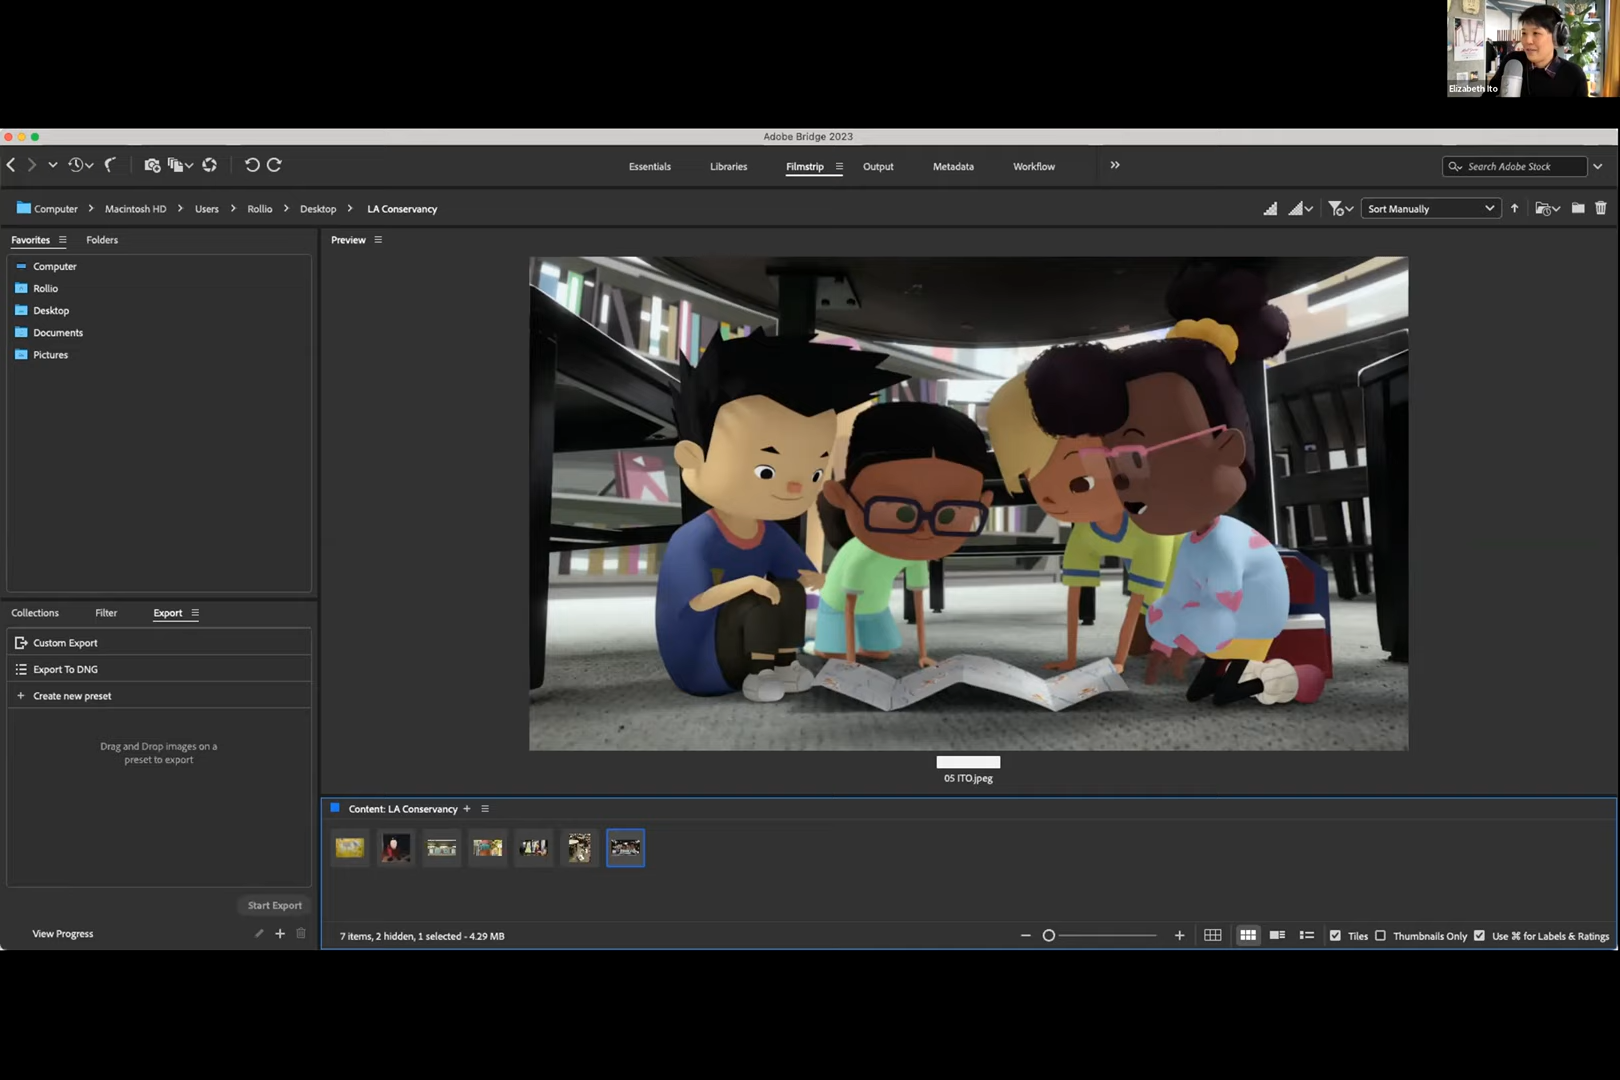 Elizabeth Ito
Adobe Bridge 2023
Essentials Libraries Filmstrip Output Metadata Workflow
Search Adobe Stock
Computer Macintosh HD Users Rollio Desktop LA Conservancy
Sort Manually
Favorites Folders
Preview
Computer
Rollio
Desktop
Documents
Pictures
Collections Filter Export
Custom Export
Export To DNG
Create new preset
Drag and Drop images on a
preset to export
Start Export
View Progress
05 ITO.jpeg
Content: LA Conservancy
7 items, 2 hidden, 1 selected - 4.29 MB
Tiles Thumbnails Only Use ⌘ for Labels & Ratings